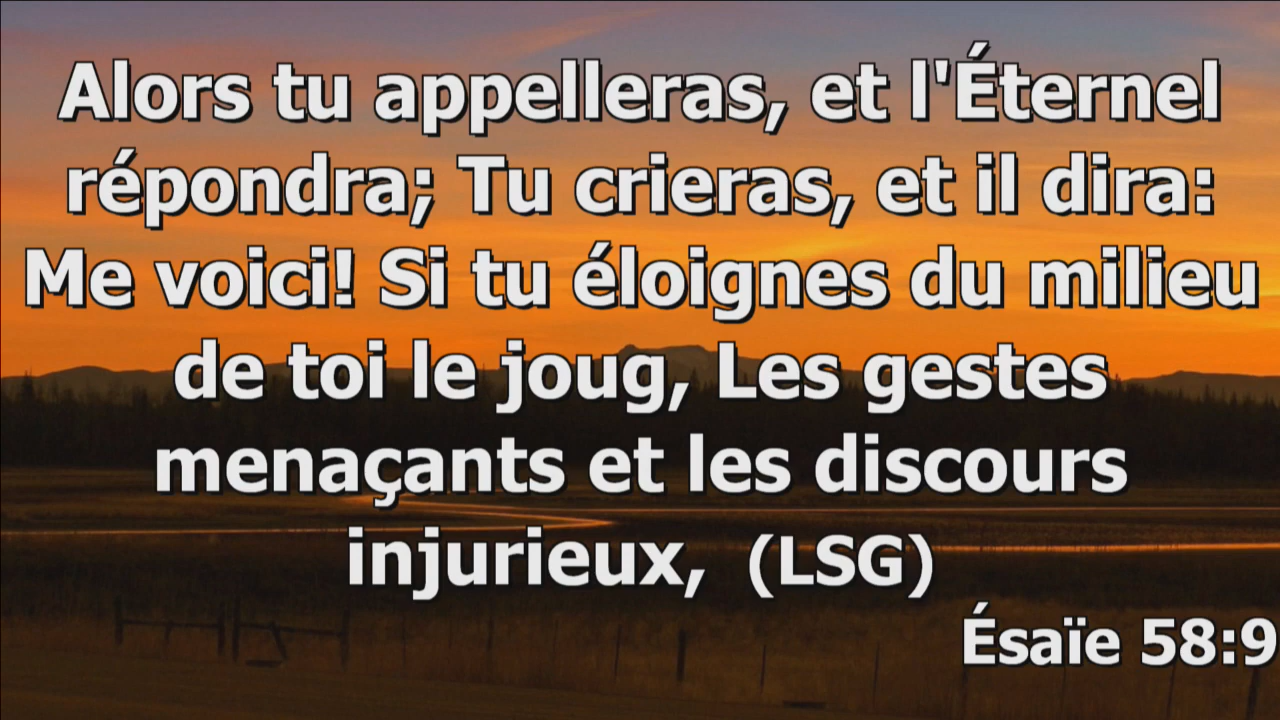 Alors tu appelleras, et l'Éternel
répondra; Tu crieras, et il dira:
Me voici! Si tu éloignes du milieu
de toi le joug, Les gestes
menaçants et les discours
injurieux, (LSG)
Ésaïe 58:9